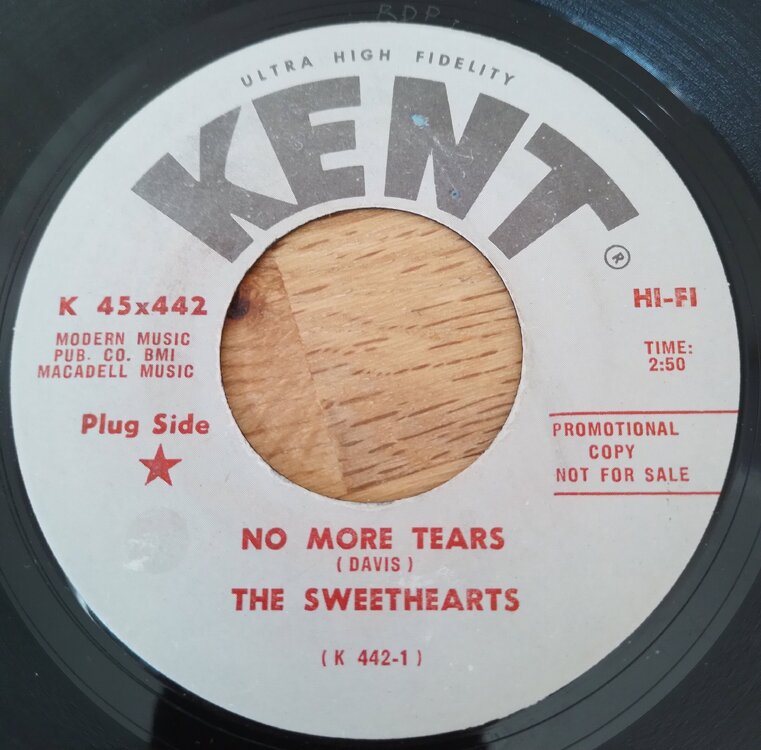 ULTRA HIGH FIDELITY
KENT®
K 45x442
MODERN MUSIC
PUB. CO. BMI
MACADELL MUSIC
Plug Side
HI-FI
TIME:
2:50
PROMOTIONAL
COPY
NOT FOR SALE
NO MORE TEARS
(DAVIS)
THE SWEETHEARTS
(K 442-1)